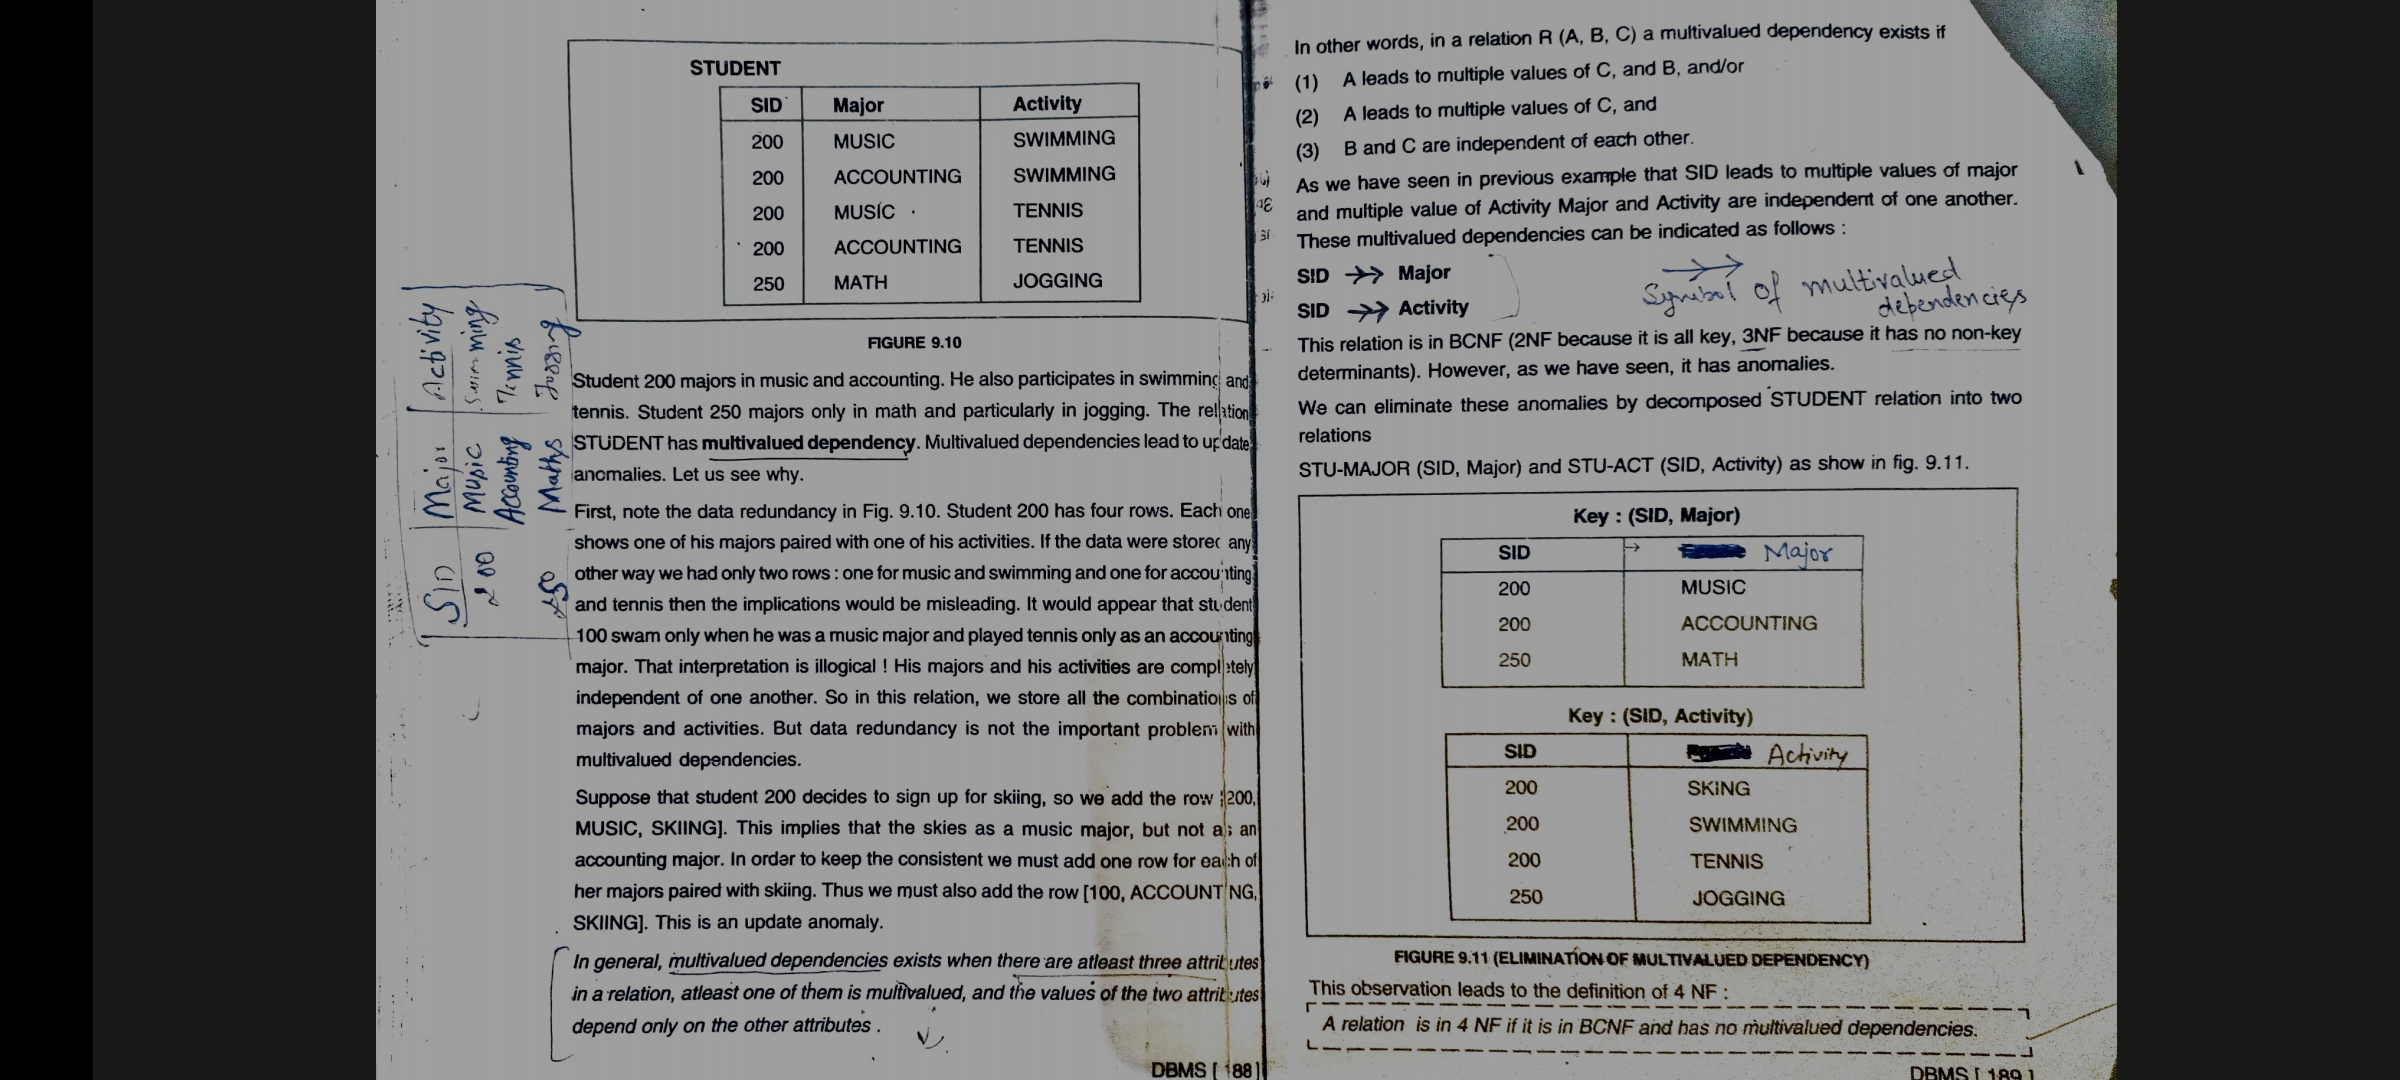 STUDENT
SID Major Activity
200 MUSIC SWIMMING
200 ACCOUNTING SWIMMING
200 MUSIC TENNIS
200 ACCOUNTING TENNIS
250 MATH JOGGING
FIGURE 9.10
Student 200 majors in music and accounting. He also participates in swimming and
tennis. Student 250 majors only in math and particularly in jogging. The relation
STUDENT has multivalued dependency. Multivalued dependencies lead to update
anomalies. Let us see why.
First, note the data redundancy in Fig. 9.10. Student 200 has four rows. Each one
shows one of his majors paired with one of his activities. If the data were stored any
other way we had only two rows : one for music and swimming and one for accounting
and tennis then the implications would be misleading. It would appear that student
100 swam only when he was a music major and played tennis only as an accounting
major. That interpretation is illogical ! His majors and his activities are completely
independent of one another. So in this relation, we store all the combinations of
majors and activities. But data redundancy is not the important problem with
multivalued dependencies.
Suppose that student 200 decides to sign up for skiing, so we add the row [200,
MUSIC, SKIING]. This implies that the skies as a music major, but not as an
accounting major. In order to keep the consistent we must add one row for each of
her majors paired with skiing. Thus we must also add the row [100, ACCOUNTING,
SKIING]. This is an update anomaly.
In general, multivalued dependencies exists when there are atleast three attributes
in a relation, atleast one of them is multivalued, and the values of the two attributes
depend only on the other attributes .
DBMS [ 188 ]
SID Major Activity
200 Music Swimming
Accounting Tennis
250 Maths Jogging
In other words, in a relation R (A, B, C) a multivalued dependency exists if
(1) A leads to multiple values of C, and B, and/or
(2) A leads to multiple values of C, and
(3) B and C are independent of each other.
As we have seen in previous example that SID leads to multiple values of major
and multiple value of Activity Major and Activity are independent of one another.
These multivalued dependencies can be indicated as follows :
SID →→ Major
SID →→ Activity
→→ Symbol of multivalued
dependencies
This relation is in BCNF (2NF because it is all key, 3NF because it has no non-key
determinants). However, as we have seen, it has anomalies.
We can eliminate these anomalies by decomposed STUDENT relation into two
relations
STU-MAJOR (SID, Major) and STU-ACT (SID, Activity) as show in fig. 9.11.
Key : (SID, Major)
SID → Major
200 MUSIC
200 ACCOUNTING
250 MATH
Key : (SID, Activity)
SID Activity
200 SKING
200 SWIMMING
200 TENNIS
250 JOGGING
FIGURE 9.11 (ELIMINATION OF MULTIVALUED DEPENDENCY)
This observation leads to the definition of 4 NF :
A relation is in 4 NF if it is in BCNF and has no multivalued dependencies.
DBMS [ 189 ]